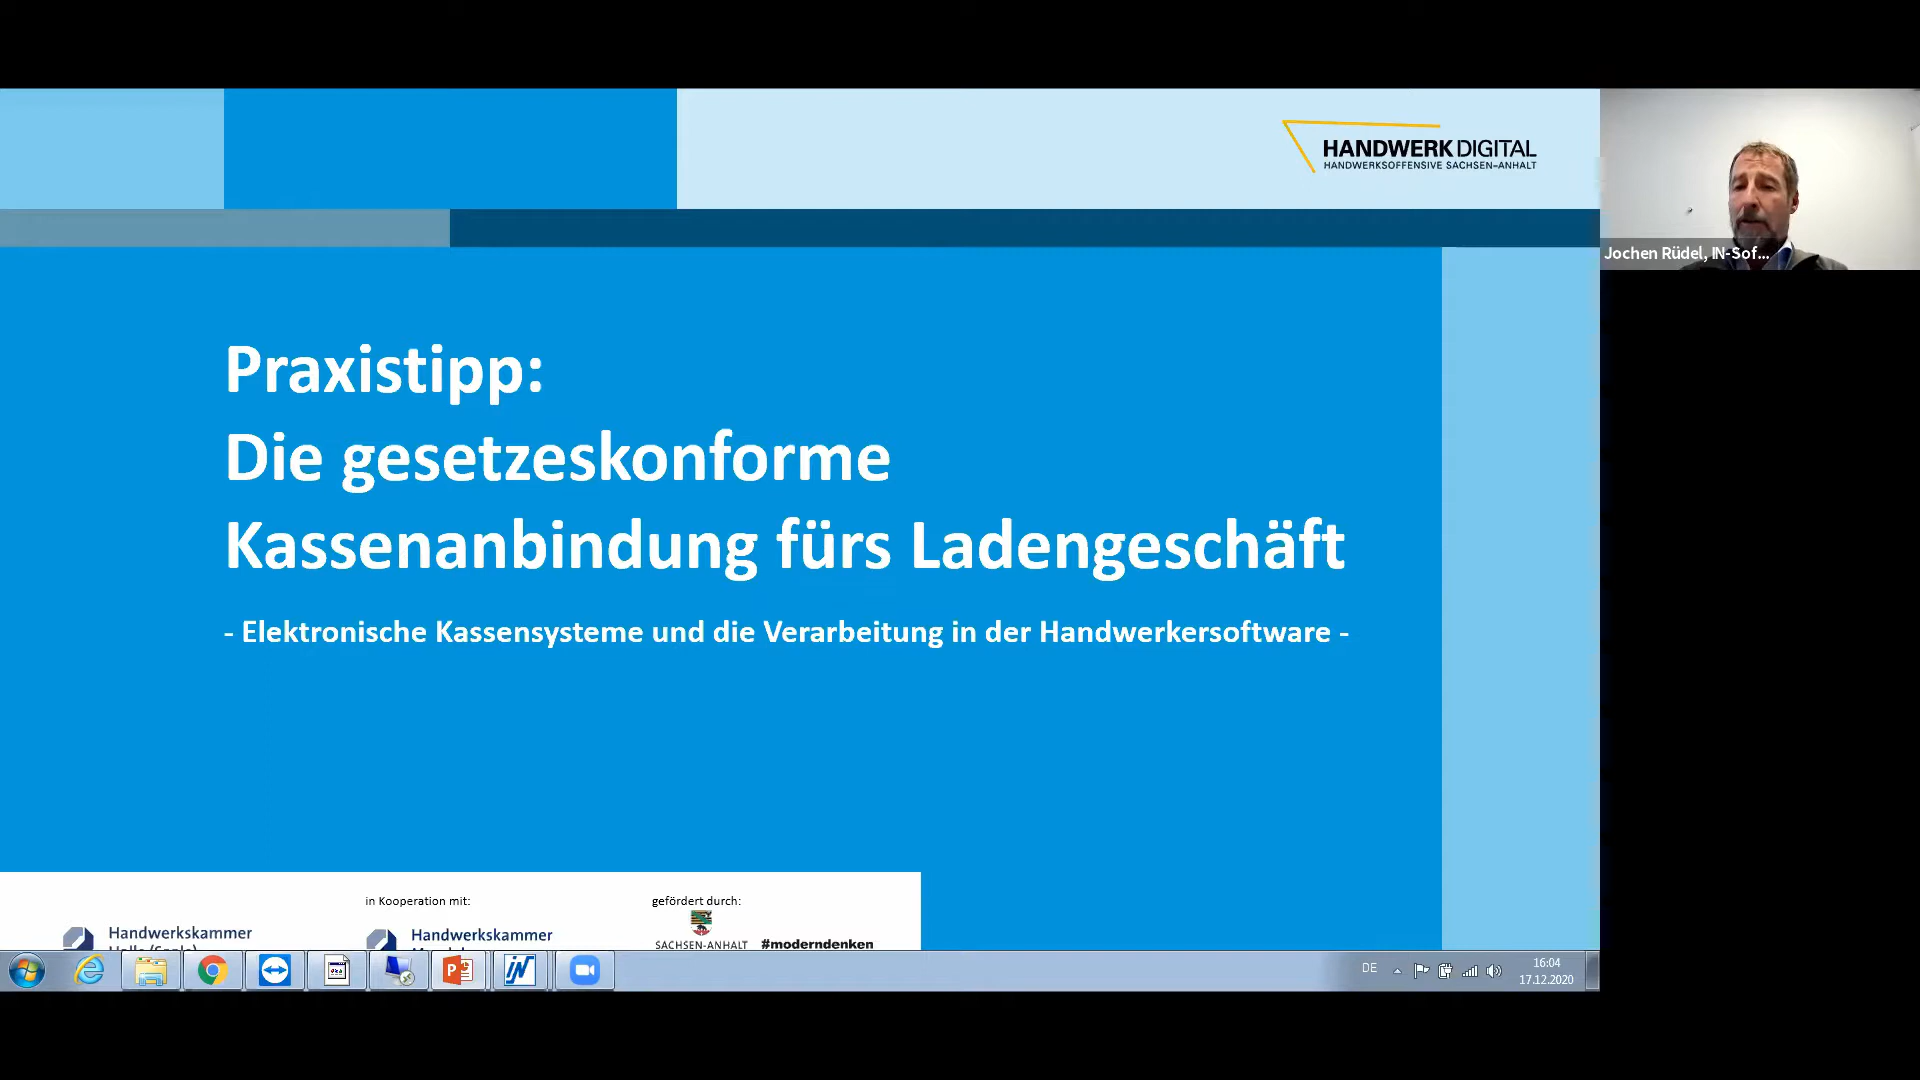 HANDWERK DIGITAL
HANDWERKSOFFENSIVE SACHSEN-ANHALT
Jochen Rüdel, IN-Sof...
Praxistipp:
Die gesetzeskonforme
Kassenanbindung fürs Ladengeschäft
- Elektronische Kassensysteme und die Verarbeitung in der Handwerkersoftware -
in Kooperation mit:
gefördert durch:
Handwerkskammer
Handwerkskammer
SACHSEN-ANHALT
#moderndenken
DE
16:04
17.12.2020